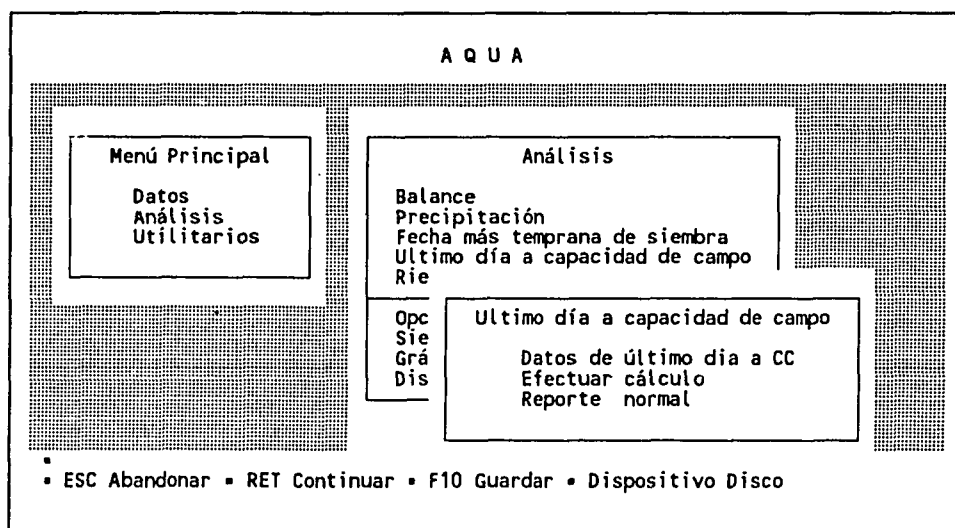 A Q U A
Menú Principal
Datos
Análisis
Utilitarios
Análisis
Balance
Precipitación
Fecha más temprana de siembra
Ultimo día a capacidad de campo
Rie
Opc
Sie
Grá
Dis
Ultimo día a capacidad de campo
Datos de último dia a CC
Efectuar cálculo
Reporte normal
▪ ESC Abandonar ▪ RET Continuar ▪ F10 Guardar ▪ Dispositivo Disco